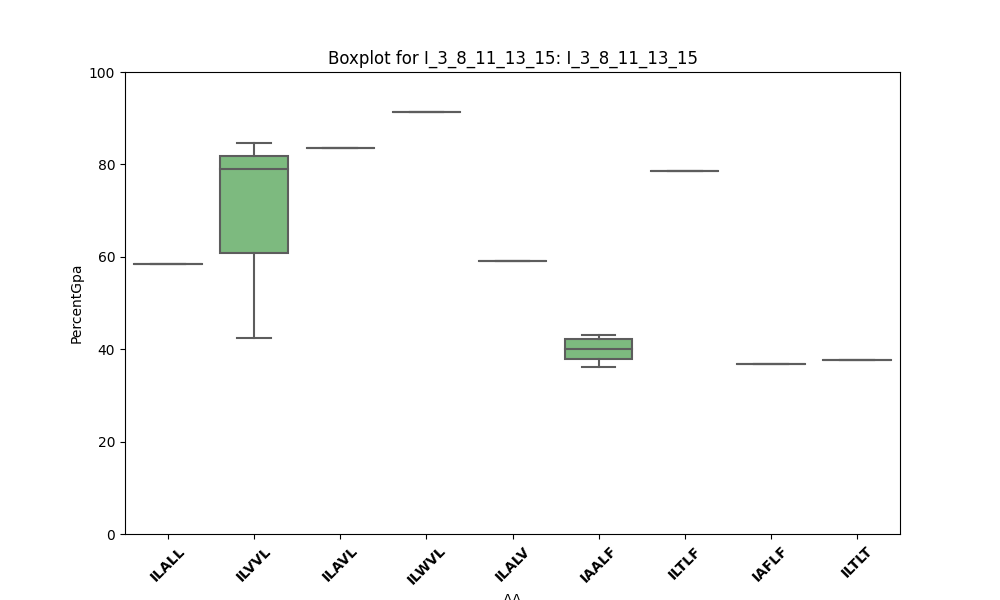 Boxplot for I_3_8_11_13_15: I_3_8_11_13_15
100
80
60
40
20
0
PercentGpa
ILALL
ILVVL
ILAVL
ILWVL
ILALV
IAALF
ILTLF
IAFLF
ILTLT
AA